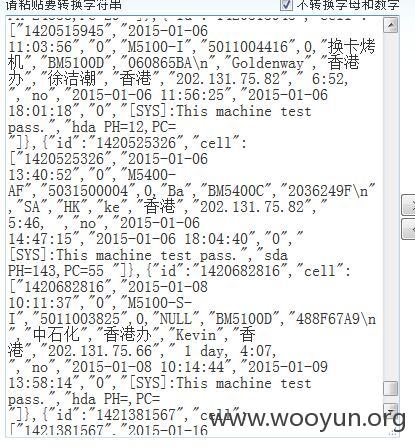 请粘贴要转换字符串
不转换字母和数字
["1420515945","2015-01-06
11:03:56","0","M5100-I","5011004416",0,"换卡烤
机","BM5100D","060865BA\n","Goldenway","香港
办","徐洁潮","香港","202.131.75.82"," 6:52,
","no","2015-01-06 11:56:25","2015-01-06
18:01:18","0","[SYS]:This machine test
pass.","hda PH=12,PC=
"]},{"id":"1420525326","cell":
["1420525326","2015-01-06
13:40:52","0","M5400-
AF","5031500004",0,"Ba","BM5400C","2036249F\n"
,"SA","HK","ke","香港","202.131.75.82","
5:46, ","no","2015-01-06
14:47:15","2015-01-06 18:04:40","0","
[SYS]:This machine test pass.","sda
PH=143,PC=55 "]},{"id":"1420682816","cell":
["1420682816","2015-01-08
10:11:37","0","M5100-S-
I","5011003825",0,"NULL","BM5100D","488F67A9\n
","中石化","香港办","Kevin","香
港","202.131.75.66"," 1 day, 4:07,
","no","2015-01-08 10:14:44","2015-01-09
13:58:14","0","[SYS]:This machine test
pass.","hda PH=,PC=
"]},{"id":"1421381567","cell":
["1421381567","2015-01-16
www.wooyun.org